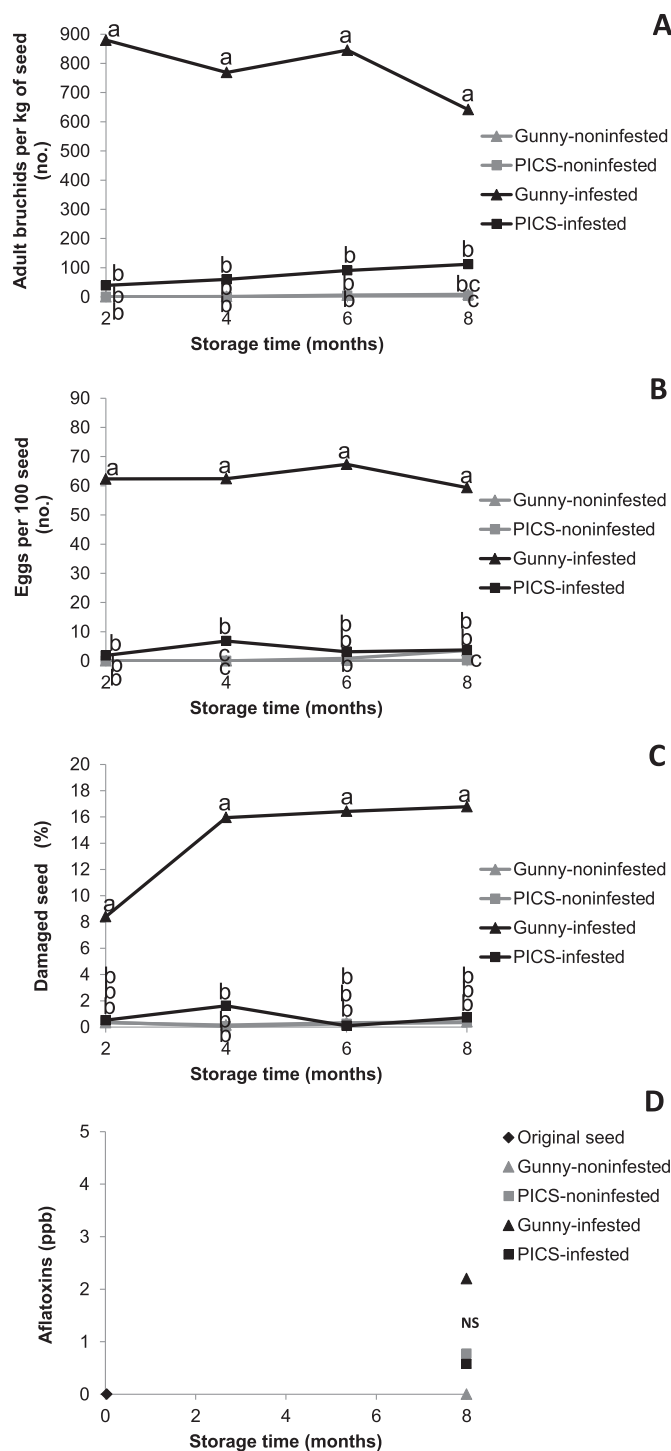 A
Adult bruchids per kg of seed
(no.)
900
800
700
600
500
400
300
200
100
0
a
a
a
a
b
b
b
b
b
b
b
bc
b
b
b
c
2
4
6
8
Storage time (months)
Gunny-noninfested
PICS-noninfested
Gunny-infested
PICS-infested
B
Eggs per 100 seed
(no.)
90
80
70
60
50
40
30
20
10
0
a
a
a
a
b
b
b
b
b
c
b
b
b
c
b
c
2
4
6
8
Storage time (months)
Gunny-noninfested
PICS-noninfested
Gunny-infested
PICS-infested
C
Damaged seed (%)
20
18
16
14
12
10
8
6
4
2
0
a
a
a
a
b
b
b
b
b
b
b
b
b
b
b
b
2
4
6
8
Storage time (months)
Gunny-noninfested
PICS-noninfested
Gunny-infested
PICS-infested
D
Aflatoxins (ppb)
5
4
3
2
1
0
NS
0
2
4
6
8
Storage time (months)
Original seed
Gunny-noninfested
PICS-noninfested
Gunny-infested
PICS-infested